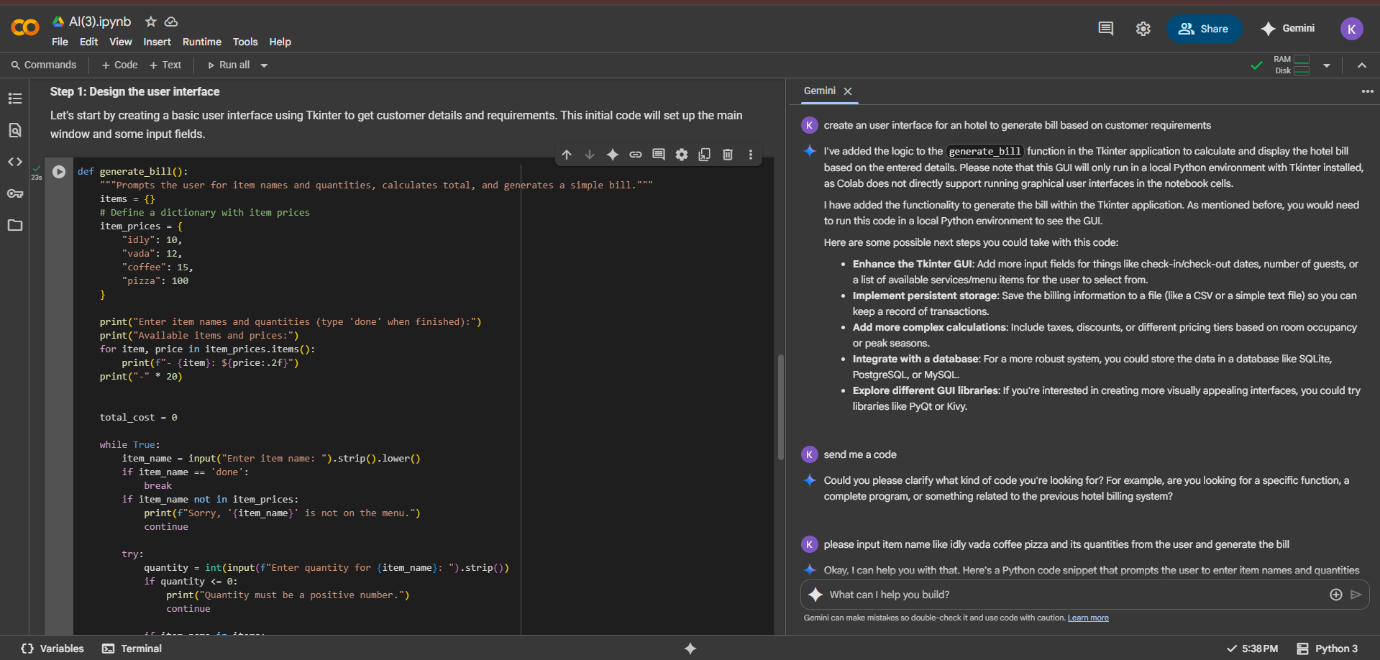 AI(3).ipynb
File Edit View Insert Runtime Tools Help
Share
Gemini
K
Commands + Code + Text Run all
RAM
Disk
Step 1: Design the user interface
Let's start by creating a basic user interface using Tkinter to get customer details and requirements. This initial code will set up the main
window and some input fields.
23s
def generate_bill():
"""Prompts the user for item names and quantities, calculates total, and generates a simple bill."""
items = {}
# Define a dictionary with item prices
item_prices = {
"idly": 10,
"vada": 12,
"coffee": 15,
"pizza": 100
}
print("Enter item names and quantities (type 'done' when finished):")
print("Available items and prices:")
for item, price in item_prices.items():
print(f"- {item}: ${price:.2f}")
print("-" * 20)
total_cost = 0
while True:
item_name = input("Enter item name: ").strip().lower()
if item_name == 'done':
break
if item_name not in item_prices:
print(f"Sorry, '{item_name}' is not on the menu.")
continue
try:
quantity = int(input(f"Enter quantity for {item_name}: ").strip())
if quantity <= 0:
print("Quantity must be a positive number.")
continue
if item_name in items:
Gemini
K
create an user interface for an hotel to generate bill based on customer requirements
I've added the logic to the generate_bill function in the Tkinter application to calculate and display the hotel bill
based on the entered details. Please note that this GUI will only run in a local Python environment with Tkinter installed,
as Colab does not directly support running graphical user interfaces in the notebook cells.
I have added the functionality to generate the bill within the Tkinter application. As mentioned before, you would need
to run this code in a local Python environment to see the GUI.
Here are some possible next steps you could take with this code:
• Enhance the Tkinter GUI: Add more input fields for things like check-in/check-out dates, number of guests, or
a list of available services/menu items for the user to select from.
• Implement persistent storage: Save the billing information to a file (like a CSV or a simple text file) so you can
keep a record of transactions.
• Add more complex calculations: Include taxes, discounts, or different pricing tiers based on room occupancy
or peak seasons.
• Integrate with a database: For a more robust system, you could store the data in a database like SQLite,
PostgreSQL, or MySQL.
• Explore different GUI libraries: If you're interested in creating more visually appealing interfaces, you could try
libraries like PyQt or Kivy.
K
send me a code
Could you please clarify what kind of code you're looking for? For example, are you looking for a specific function, a
complete program, or something related to the previous hotel billing system?
K
please input item name like idly vada coffee pizza and its quantities from the user and generate the bill
Okay, I can help you with that. Here's a Python code snippet that prompts the user to enter item names and quantities
What can I help you build?
Gemini can make mistakes so double-check it and use code with caution. Learn more
Variables Terminal
5:38 PM Python 3